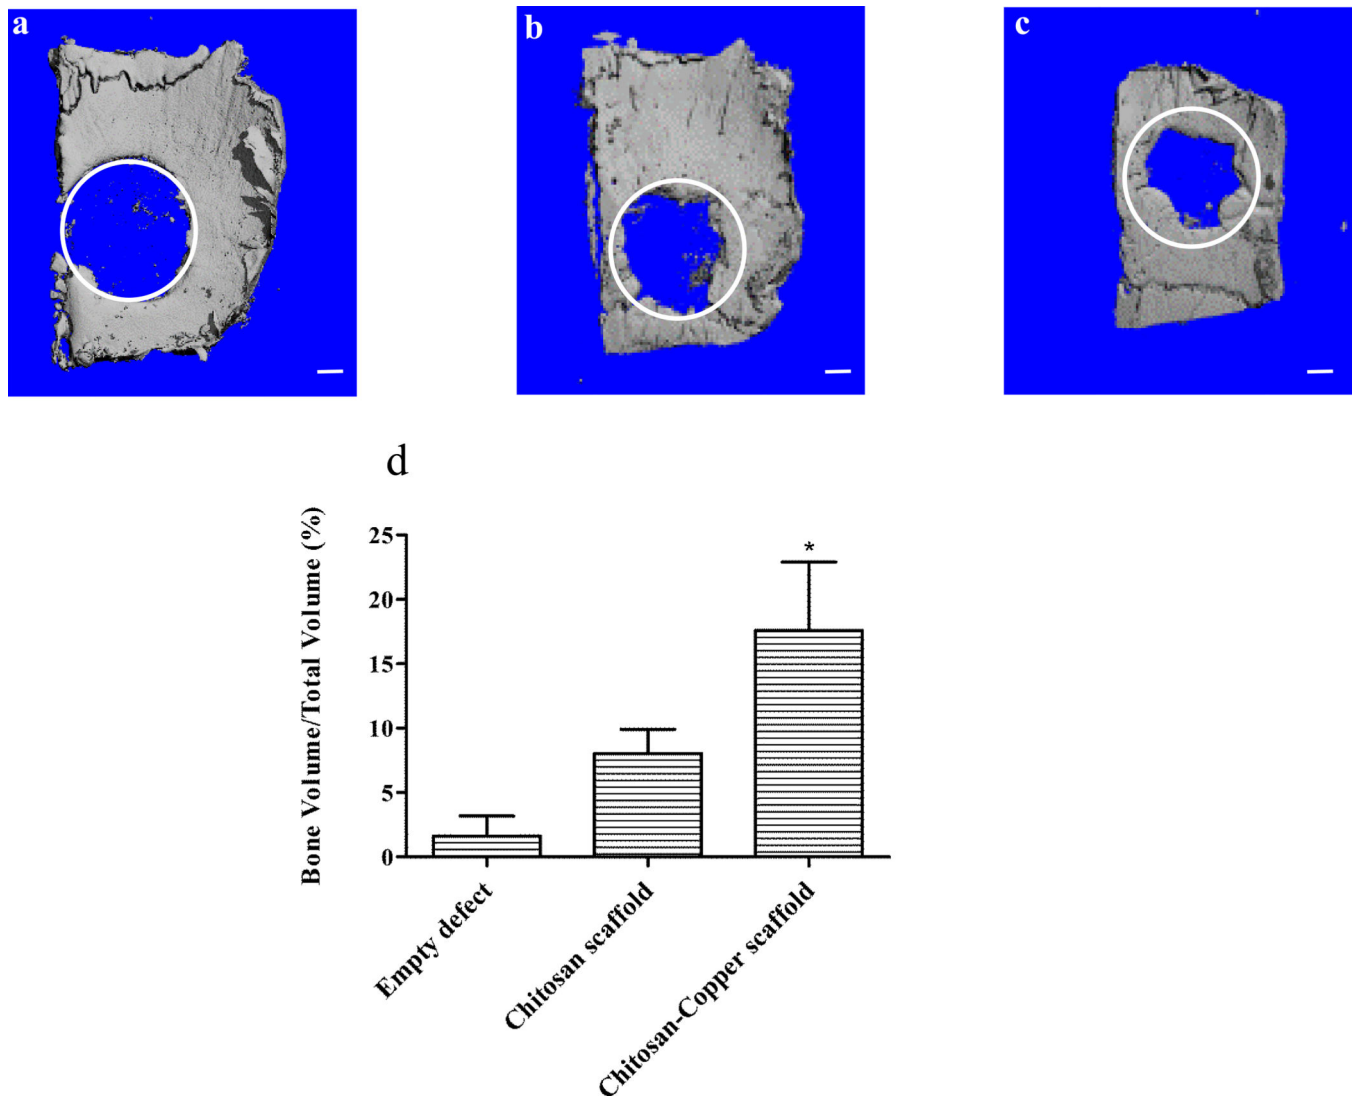 a
b
c
d
Bone Volume/Total Volume (%)
25
20
15
10
5
0
*
Empty defect
Chitosan scaffold
Chitosan-Copper scaffold